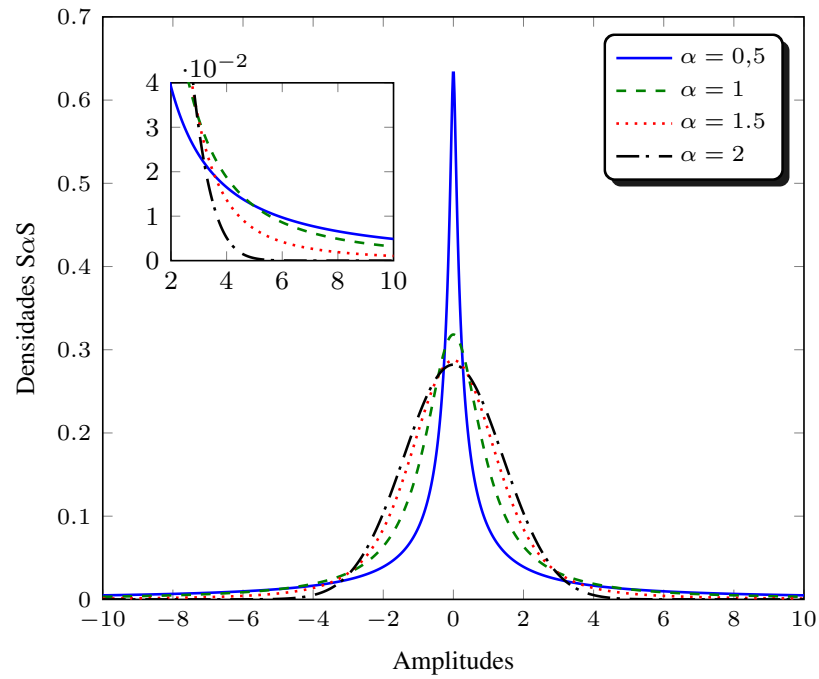 0.7
0.6
0.5
0.4
0.3
0.2
0.1
0
Densidades SαS
·10⁻²
4
3
2
1
0
2 4 6 8 10
α = 0,5
α = 1
α = 1.5
α = 2
−10 −8 −6 −4 −2 0 2 4 6 8 10
Amplitudes